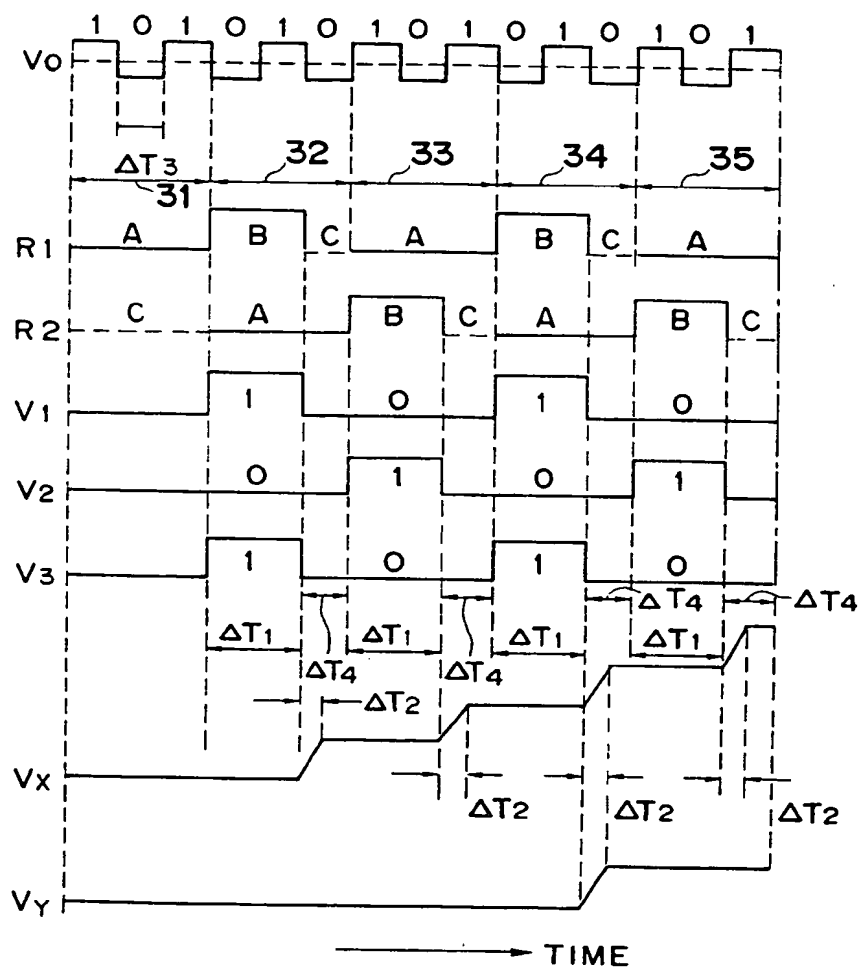 1 0 1 0 1 0 1 0 1 0 1 0 1 0 1
Vo
32 33 34 35
ΔT3
31
R1 A B C A B C A
R2 C A B C A B C
V1 1 0 1 0
V2 0 1 0 1
V3 1 0 1 0
ΔT4 ΔT4
ΔT1 ΔT1 ΔT1 ΔT1
ΔT4 ΔT4
ΔT2
VX
ΔT2 ΔT2 ΔT2
VY
TIME